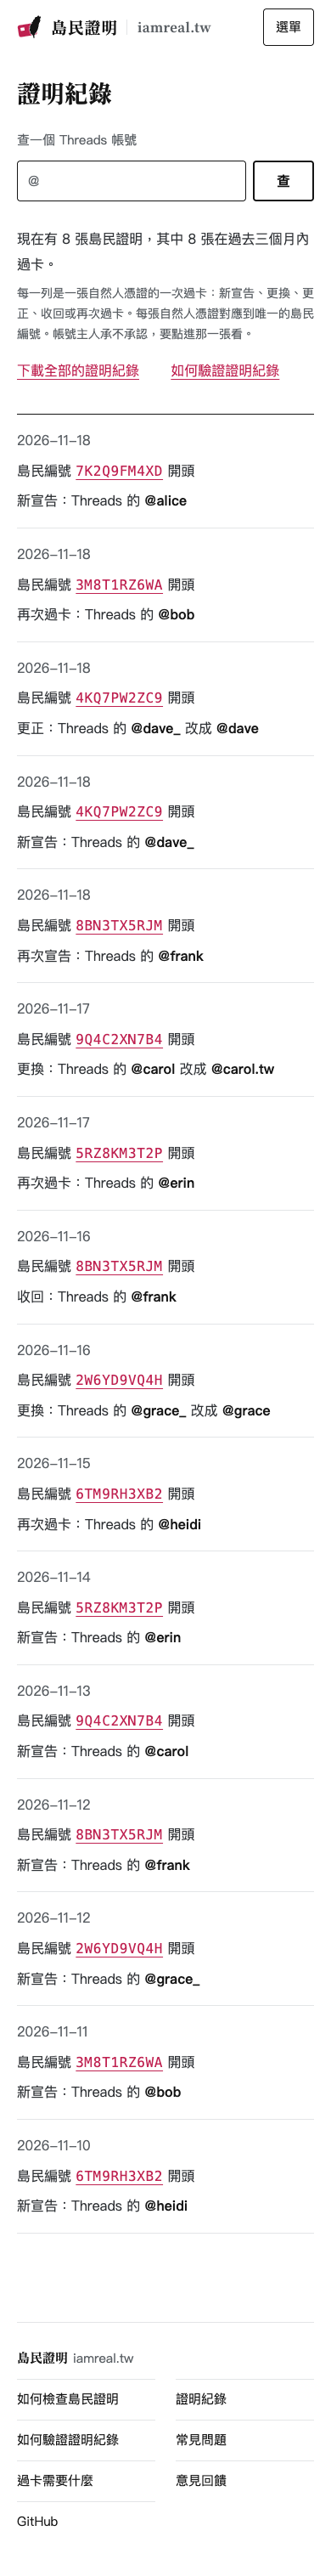 島民證明 iamreal.tw 選單
證明紀錄
查一個 Threads 帳號
@ 查
現在有 8 張島民證明，其中 8 張在過去三個月內
過卡。
每一列是一張自然人憑證的一次過卡：新宣告、更換、更
正、收回或再次過卡。每張自然人憑證對應到唯一的島民
編號。帳號主人承不承認，要點進那一張看。
下載全部的證明紀錄 如何驗證證明紀錄
2026–11–18
島民編號 7K2Q9FM4XD 開頭
新宣告：Threads 的 @alice
2026–11–18
島民編號 3M8T1RZ6WA 開頭
再次過卡：Threads 的 @bob
2026–11–18
島民編號 4KQ7PW2ZC9 開頭
更正：Threads 的 @dave_ 改成 @dave
2026–11–18
島民編號 4KQ7PW2ZC9 開頭
新宣告：Threads 的 @dave_
2026–11–18
島民編號 8BN3TX5RJM 開頭
再次宣告：Threads 的 @frank
2026–11–17
島民編號 9Q4C2XN7B4 開頭
更換：Threads 的 @carol 改成 @carol.tw
2026–11–17
島民編號 5RZ8KM3T2P 開頭
再次過卡：Threads 的 @erin
2026–11–16
島民編號 8BN3TX5RJM 開頭
收回：Threads 的 @frank
2026–11–16
島民編號 2W6YD9VQ4H 開頭
更換：Threads 的 @grace_ 改成 @grace
2026–11–15
島民編號 6TM9RH3XB2 開頭
再次過卡：Threads 的 @heidi
2026–11–14
島民編號 5RZ8KM3T2P 開頭
新宣告：Threads 的 @erin
2026–11–13
島民編號 9Q4C2XN7B4 開頭
新宣告：Threads 的 @carol
2026–11–12
島民編號 8BN3TX5RJM 開頭
新宣告：Threads 的 @frank
2026–11–12
島民編號 2W6YD9VQ4H 開頭
新宣告：Threads 的 @grace_
2026–11–11
島民編號 3M8T1RZ6WA 開頭
新宣告：Threads 的 @bob
2026–11–10
島民編號 6TM9RH3XB2 開頭
新宣告：Threads 的 @heidi
島民證明 iamreal.tw
如何檢查島民證明 證明紀錄
如何驗證證明紀錄 常見問題
過卡需要什麼 意見回饋
GitHub